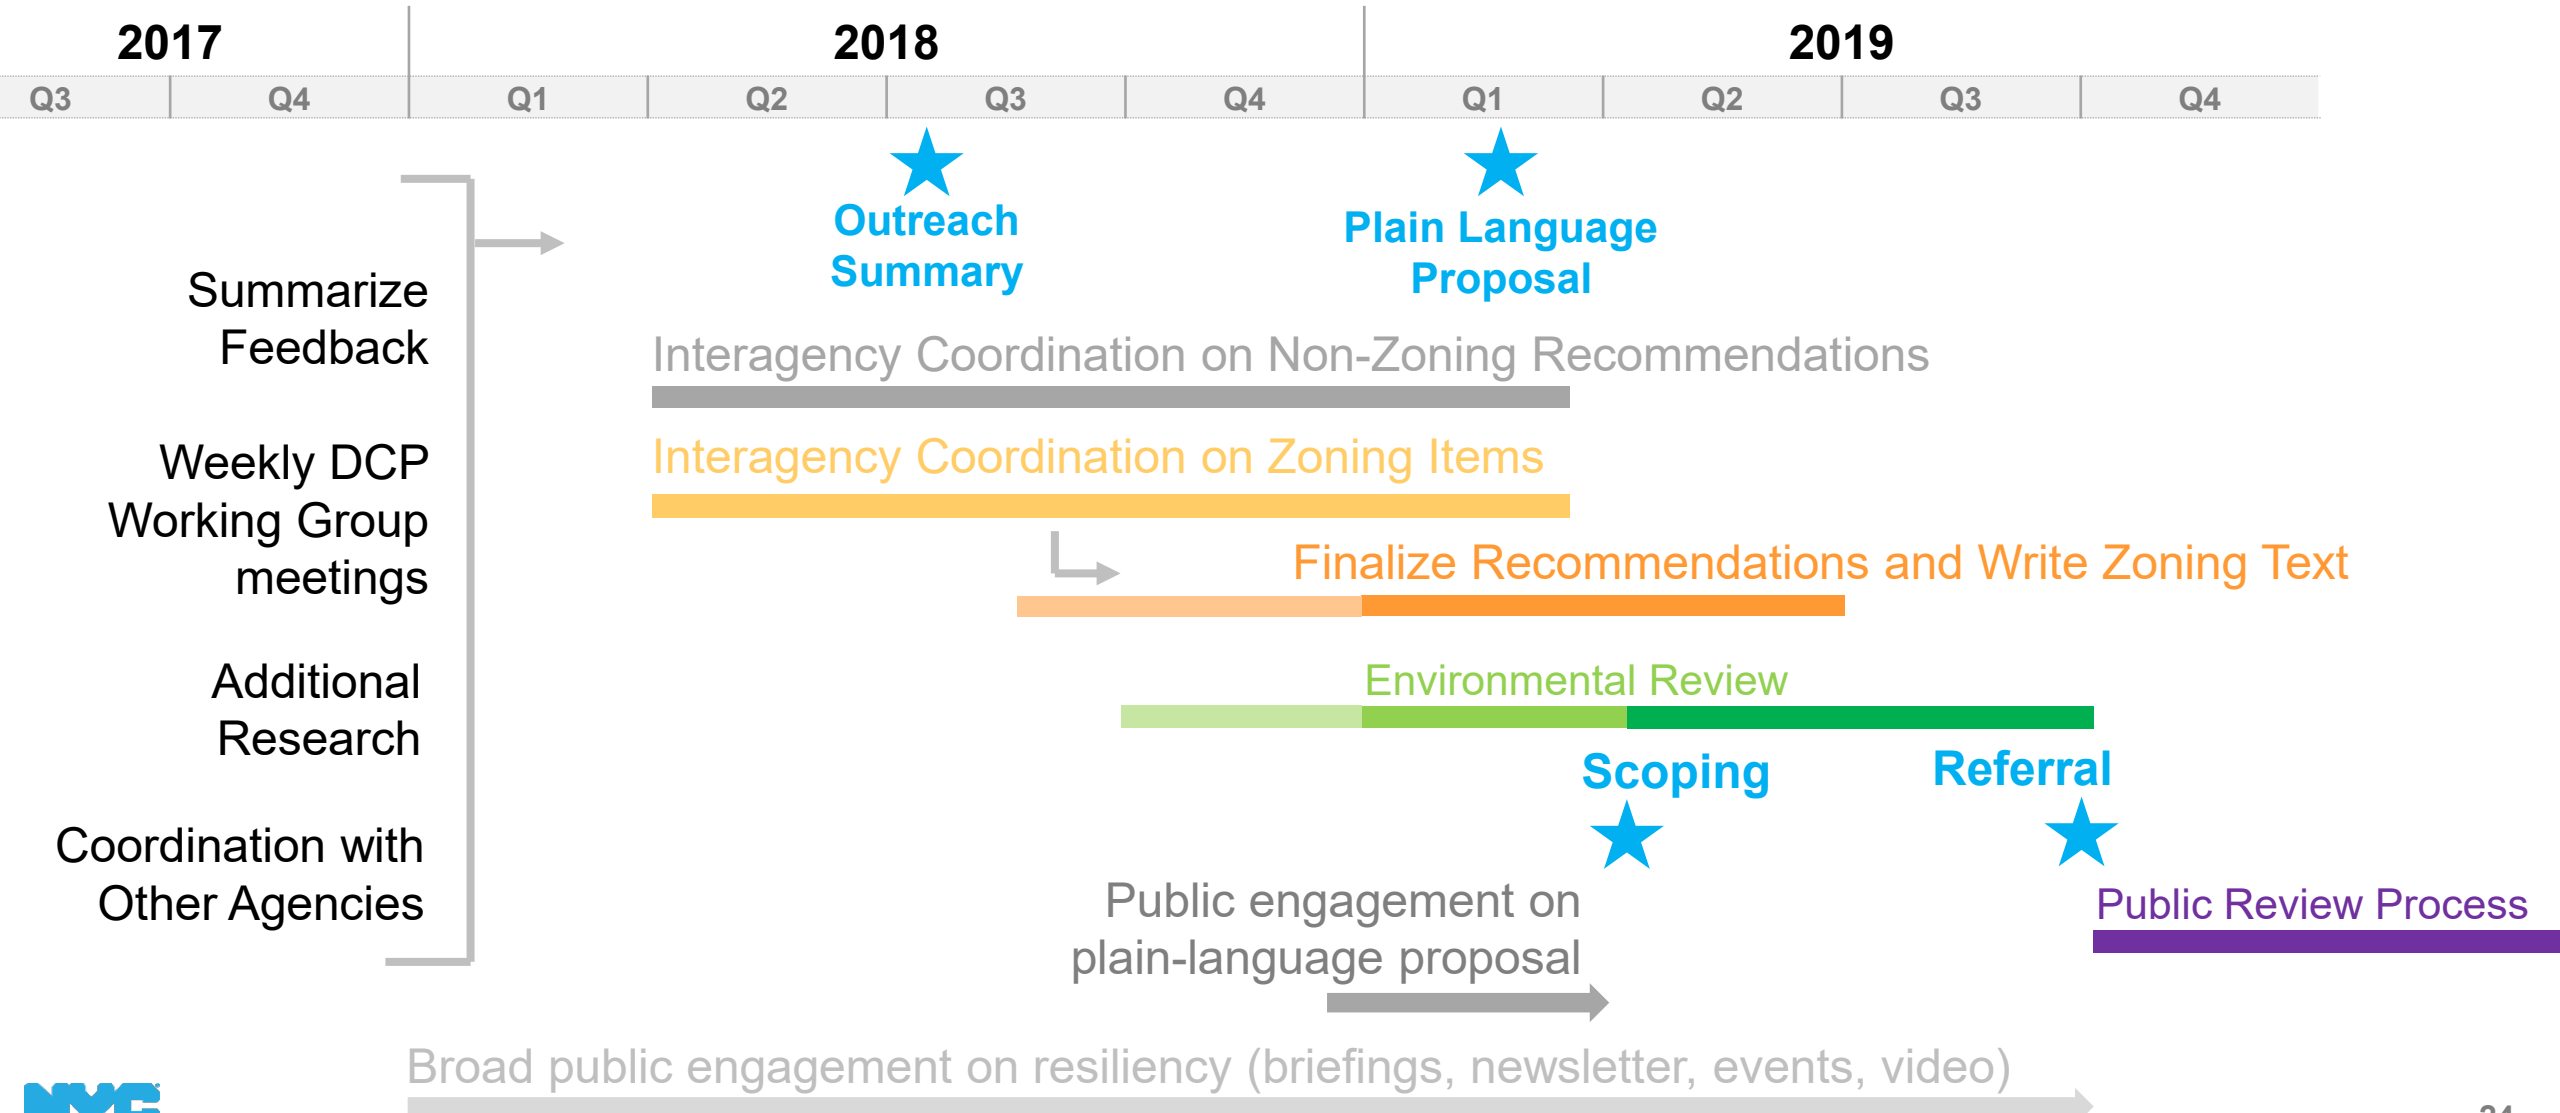 2017
2018
2019
Q3
Q4
Q1
Q2
Q3
Q4
Q1
Q2
Q3
Q4
Outreach
Summary
Plain Language
Proposal
Summarize
Feedback
Weekly DCP
Working Group
meetings
Additional
Research
Coordination with
Other Agencies
Interagency Coordination on Non-Zoning Recommendations
Interagency Coordination on Zoning Items
Finalize Recommendations and Write Zoning Text
Environmental Review
Scoping
Referral
Public engagement on
plain-language proposal
Public Review Process
Broad public engagement on resiliency (briefings, newsletter, events, video)
NYC